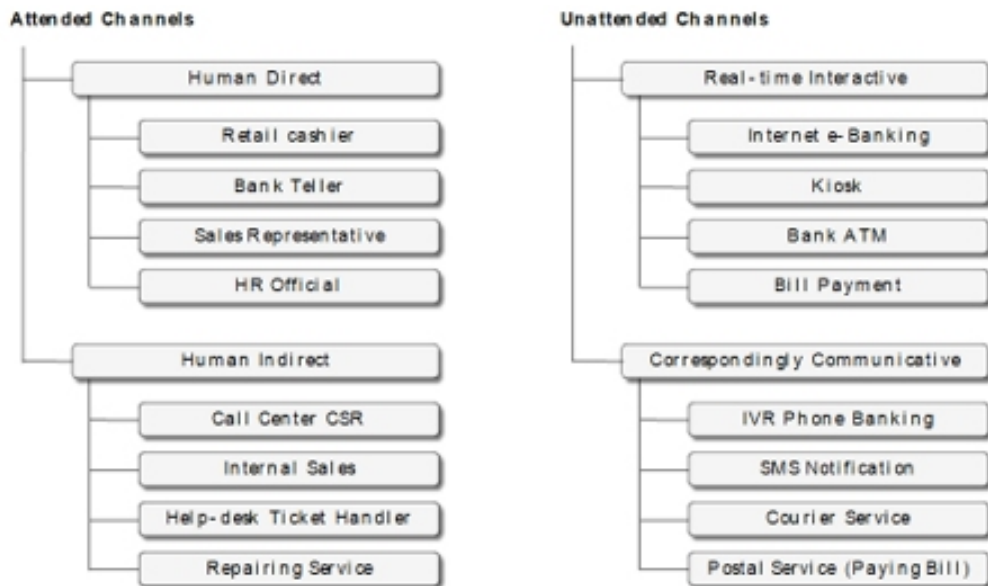 Attended Channels
Human Direct
Retail cashier
Bank Teller
Sales Representative
HR Official
Human Indirect
Call Center CSR
Internal Sales
Help-desk Ticket Handler
Repairing Service
Unattended Channels
Real-time Interactive
Internet e-Banking
Kiosk
Bank ATM
Bill Payment
Correspondingly Communicative
IVR Phone Banking
SMS Notification
Courier Service
Postal Service (Paying Bill)